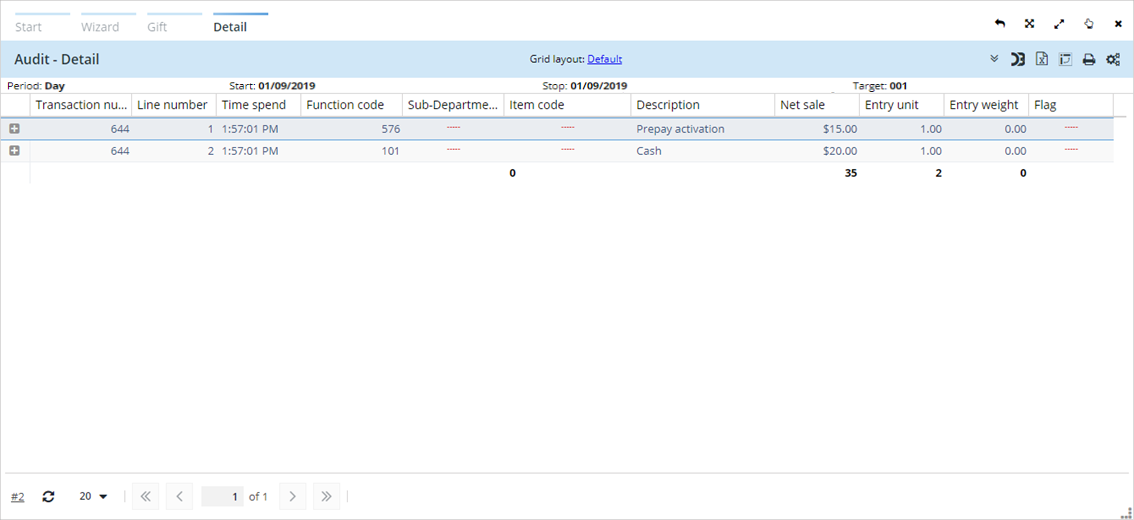 Start Wizard Gift Detail
Audit - Detail Grid layout: Default
Period: Day Start: 01/09/2019 Stop: 01/09/2019 Target: 001
Transaction nu... Line number Time spend Function code Sub-Departme... Item code Description Net sale Entry unit Entry weight Flag
644 1 1:57:01 PM 576 ----- ----- Prepay activation $15.00 1.00 0.00 -----
644 2 1:57:01 PM 101 ----- ----- Cash $20.00 1.00 0.00 -----
0 35 2 0
#2 20 1 of 1